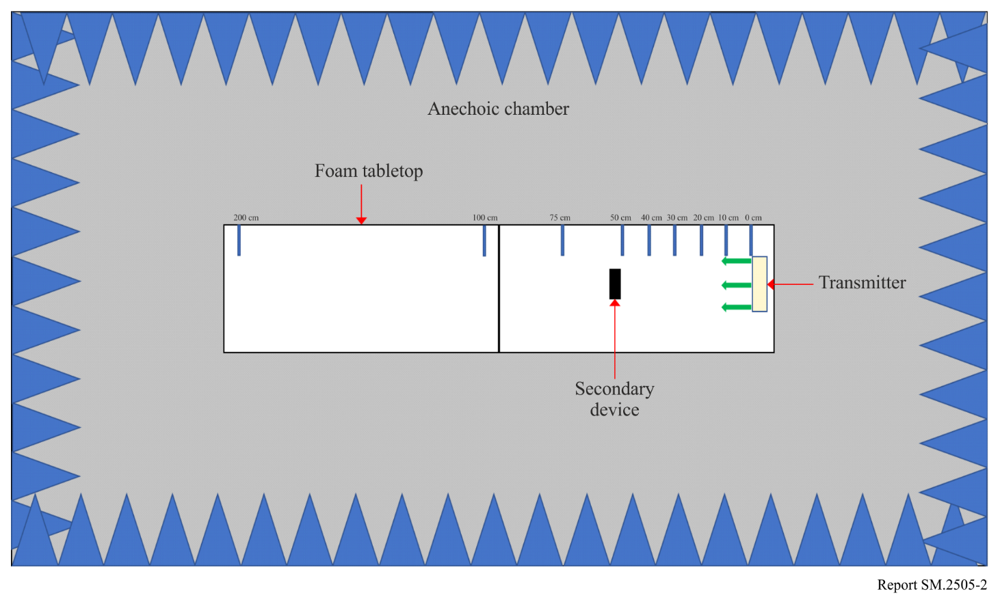 Anechoic chamber
Foam tabletop
200 cm
100 cm
75 cm
50 cm
40 cm
30 cm
20 cm
10 cm
0 cm
Transmitter
Secondary
device
Report SM.2505-2